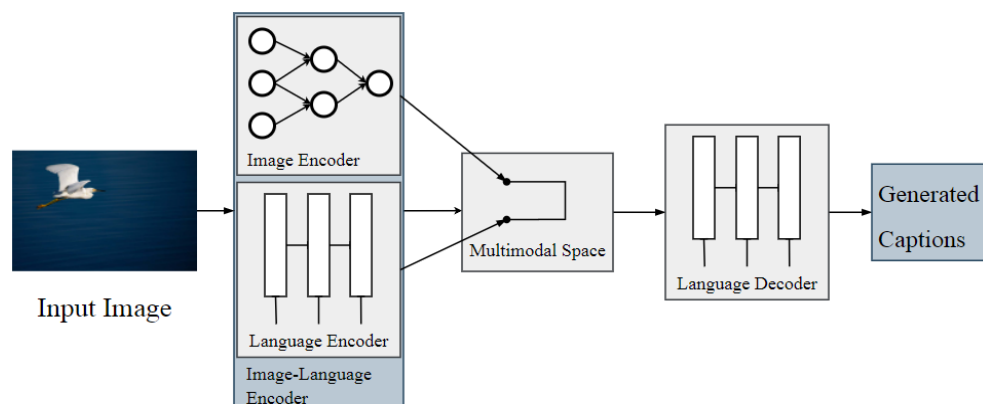 Input Image
Image Encoder
Language Encoder
Image-Language
Encoder
Multimodal Space
Language Decoder
Generated
Captions